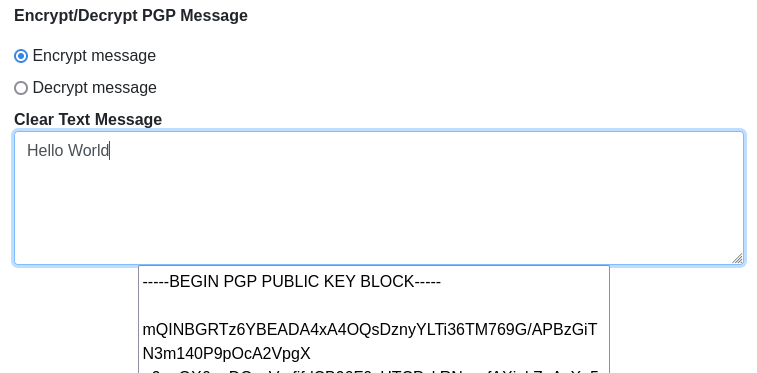 Encrypt/Decrypt PGP Message
Encrypt message
Decrypt message
Clear Text Message
Hello World
-----BEGIN PGP PUBLIC KEY BLOCK-----
mQINBGRTz6YBEADA4xA4OQsDznyYLTi36TM769G/APBzGiT
N3m140P9pOcA2VpgX